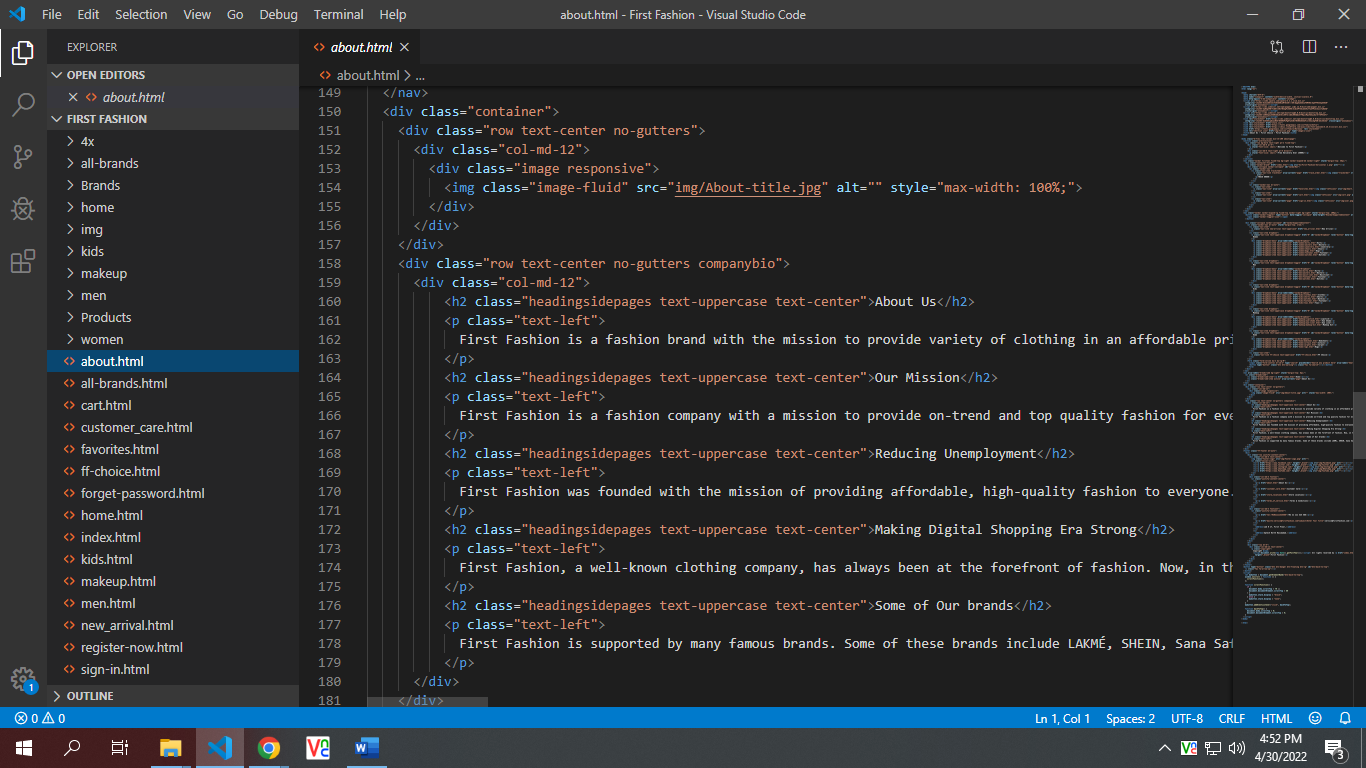 File Edit Selection View Go Debug Terminal Help
about.html - First Fashion - Visual Studio Code
EXPLORER
OPEN EDITORS
about.html
FIRST FASHION
4x
all-brands
Brands
home
img
kids
makeup
men
Products
women
about.html
all-brands.html
cart.html
customer_care.html
favorites.html
ff-choice.html
forget-password.html
home.html
index.html
kids.html
makeup.html
men.html
new_arrival.html
register-now.html
sign-in.html
OUTLINE
1
about.html
about.html > ...
149 </nav>
150 <div class="container">
151 <div class="row text-center no-gutters">
152 <div class="col-md-12">
153 <div class="image responsive">
154 <img class="image-fluid" src="img/About-title.jpg" alt="" style="max-width: 100%;">
155 </div>
156 </div>
157 </div>
158 <div class="row text-center no-gutters companybio">
159 <div class="col-md-12">
160 <h2 class="headingsidepages text-uppercase text-center">About Us</h2>
161 <p class="text-left">
162 First Fashion is a fashion brand with the mission to provide variety of clothing in an affordable pri
163 </p>
164 <h2 class="headingsidepages text-uppercase text-center">Our Mission</h2>
165 <p class="text-left">
166 First Fashion is a fashion company with a mission to provide on-trend and top quality fashion for eve
167 </p>
168 <h2 class="headingsidepages text-uppercase text-center">Reducing Unemployment</h2>
169 <p class="text-left">
170 First Fashion was founded with the mission of providing affordable, high-quality fashion to everyone.
171 </p>
172 <h2 class="headingsidepages text-uppercase text-center">Making Digital Shopping Era Strong</h2>
173 <p class="text-left">
174 First Fashion, a well-known clothing company, has always been at the forefront of fashion. Now, in th
175 </p>
176 <h2 class="headingsidepages text-uppercase text-center">Some of Our brands</h2>
177 <p class="text-left">
178 First Fashion is supported by many famous brands. Some of these brands include LAKMÉ, SHEIN, Sana Saf
179 </p>
180 </div>
181 </div>
0 0
Ln 1, Col 1 Spaces: 2 UTF-8 CRLF HTML
4:52 PM
4/30/2022
3